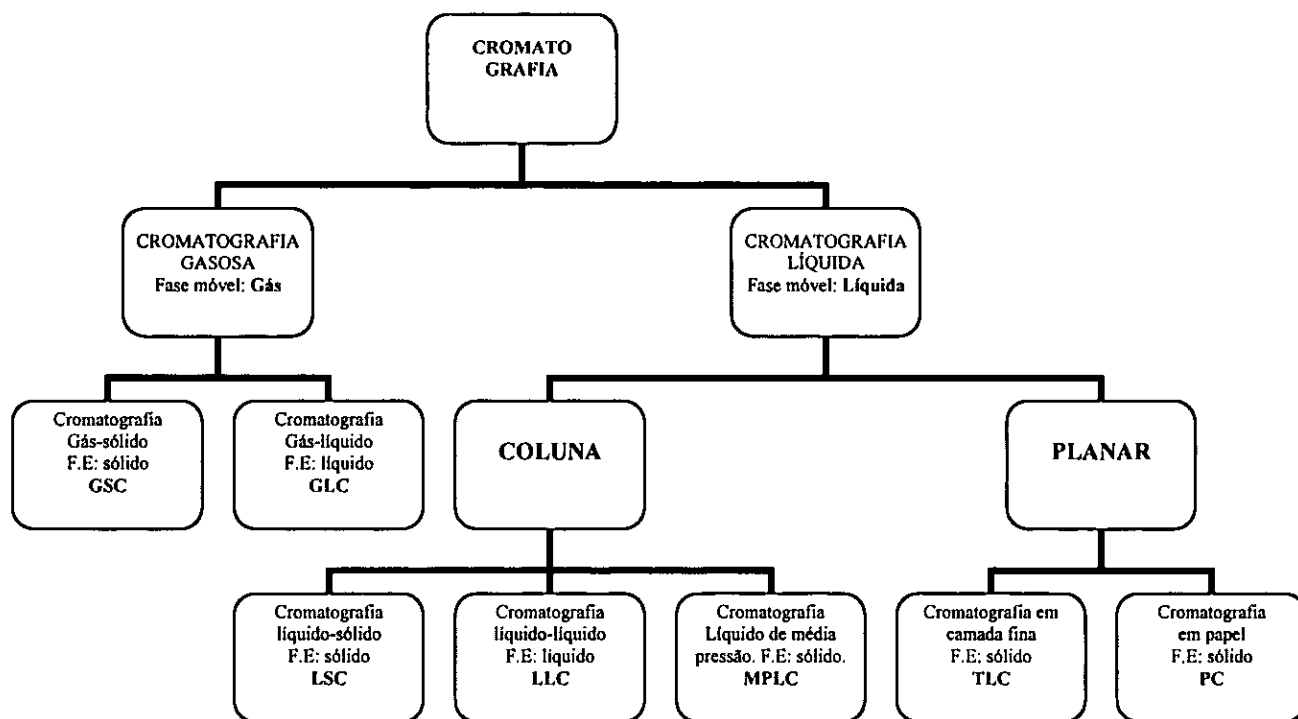 CROMATO
GRAFIA
CROMATOGRAFIA
GASOSA
Fase móvel: Gás
CROMATOGRAFIA
LÍQUIDA
Fase móvel: Líquida
Cromatografia
Gás-sólido
F.E: sólido
GSC
Cromatografia
Gás-líquido
F.E: líquido
GLC
COLUNA
PLANAR
Cromatografia
líquido-sólido
F.E: sólido
LSC
Cromatografia
líquido-líquido
F.E: líquido
LLC
Cromatografia
Líquido de média
pressão. F.E: sólido.
MPLC
Cromatografia em
camada fina
F.E: sólido
TLC
Cromatografia
em papel
F.E: sólido
PC